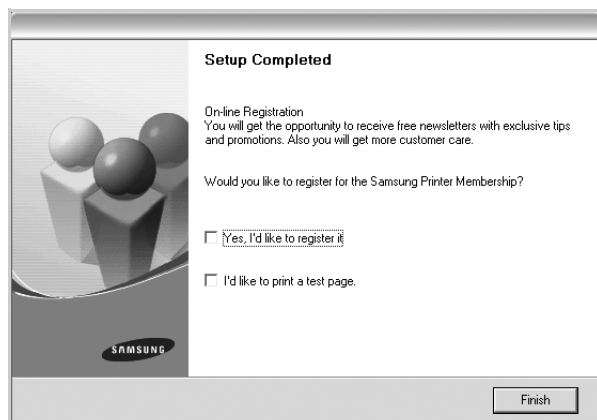 Setup Completed
On-line Registration
You will get the opportunity to receive free newsletters with exclusive tips
and promotions. Also you will get more customer care.
Would you like to register for the Samsung Printer Membership?
Yes, I'd like to register it
I'd like to print a test page.
SAMSUNG
Finish